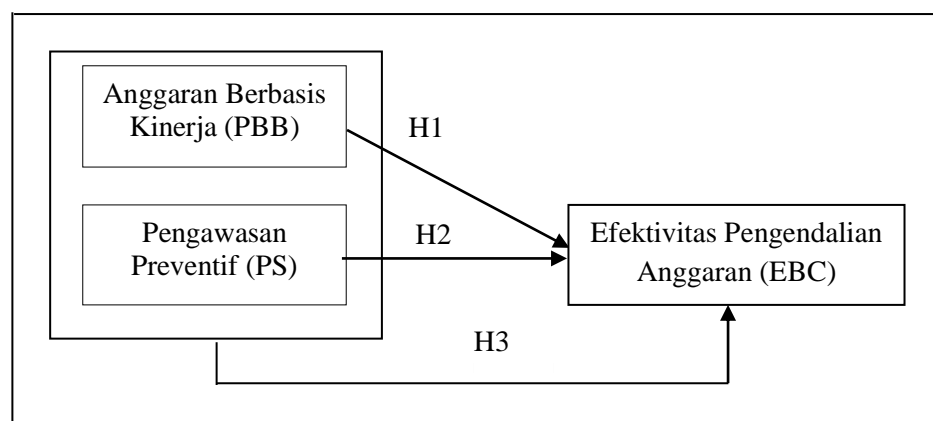 Anggaran Berbasis
Kinerja (PBB)
H1
Pengawasan
Preventif (PS)
H2
Efektivitas Pengendalian
Anggaran (EBC)
H3